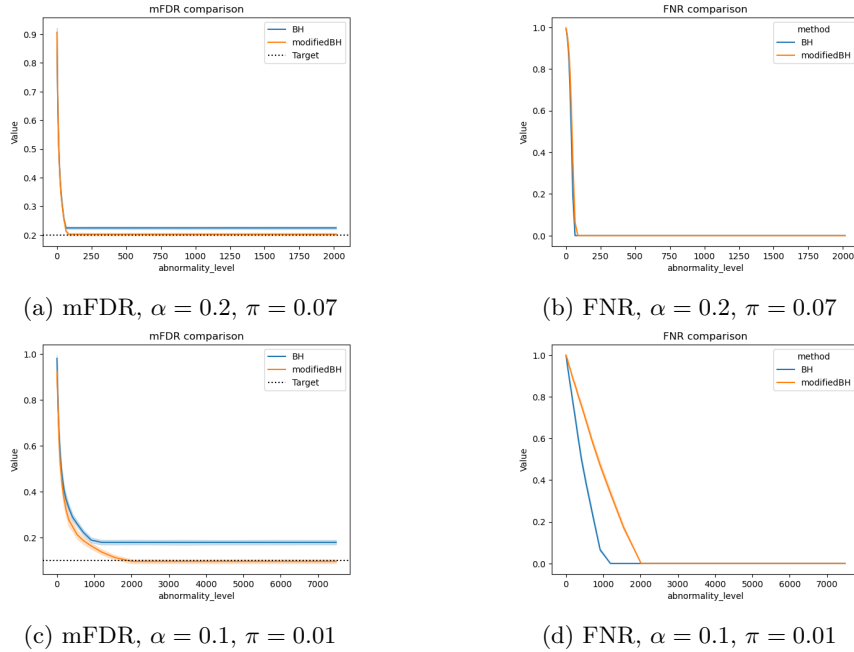 mFDR comparison
BH
modifiedBH
Target
Value
0.9
0.8
0.7
0.6
0.5
0.4
0.3
0.2
0 250 500 750 1000 1250 1500 1750 2000
abnormality_level
(a) mFDR, α = 0.2, π = 0.07
FNR comparison
method
BH
modifiedBH
Value
1.0
0.8
0.6
0.4
0.2
0.0
0 250 500 750 1000 1250 1500 1750 2000
abnormality_level
(b) FNR, α = 0.2, π = 0.07
mFDR comparison
BH
modifiedBH
Target
Value
1.0
0.8
0.6
0.4
0.2
0 1000 2000 3000 4000 5000 6000 7000
abnormality_level
(c) mFDR, α = 0.1, π = 0.01
FNR comparison
method
BH
modifiedBH
Value
1.0
0.8
0.6
0.4
0.2
0.0
0 1000 2000 3000 4000 5000 6000 7000
abnormality_level
(d) FNR, α = 0.1, π = 0.01